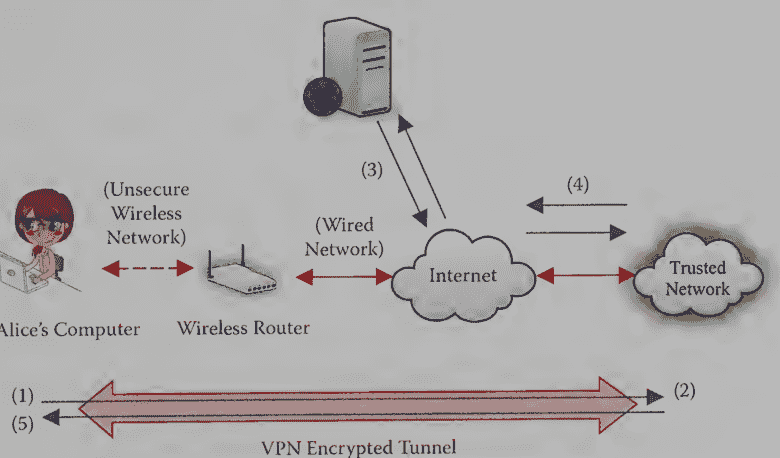 (3)
(4)
(Unsecure
Wireless
Network)
(Wired
Network)
Internet
Trusted
Network
Alice's Computer
Wireless Router
(1)
(2)
(5)
VPN Encrypted Tunnel